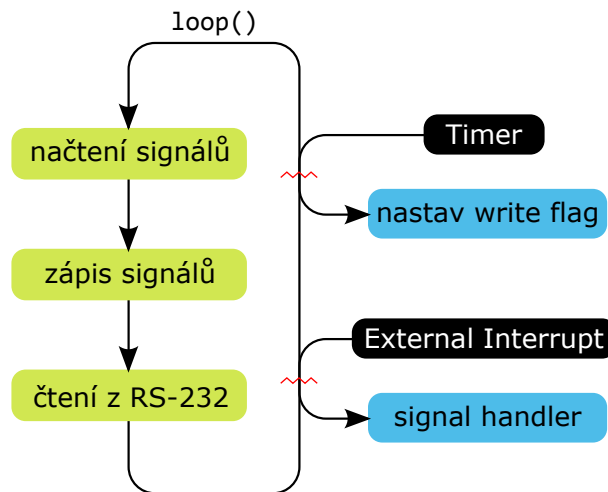 loop()
načtení signálů
Timer
nastav write flag
zápis signálů
External Interrupt
čtení z RS-232
signal handler